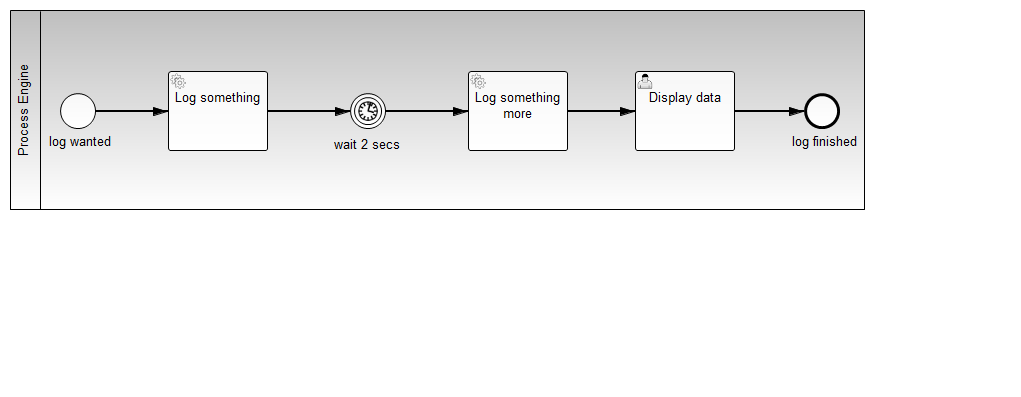 Process Engine
log wanted
Log something
wait 2 secs
Log something
more
Display data
log finished